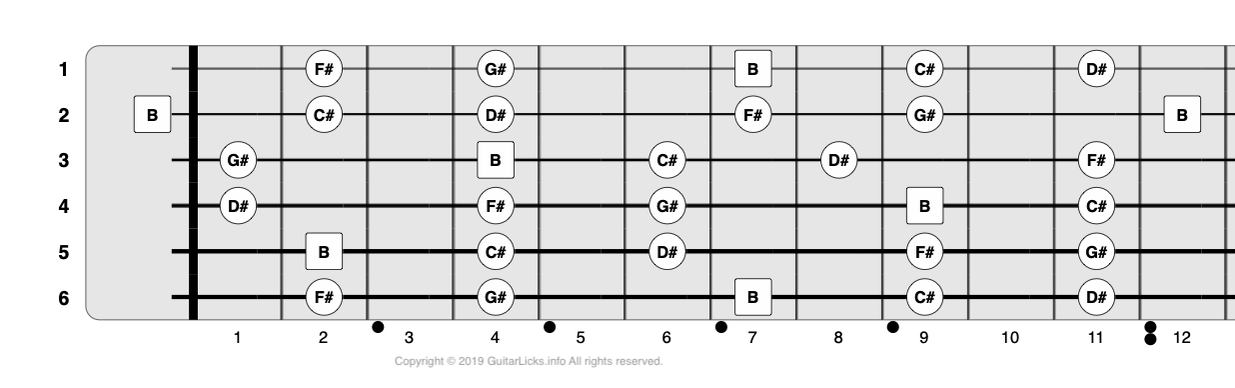 1 F# G# B C# D#
2 B C# D# F# G# B
3 G# B C# D# F#
4 D# F# G# B C#
5 B C# D# F# G#
6 F# G# B C# D#
1 2 3 4 5 6 7 8 9 10 11 12
Copyright © 2019 GuitarLicks.info All rights reserved.